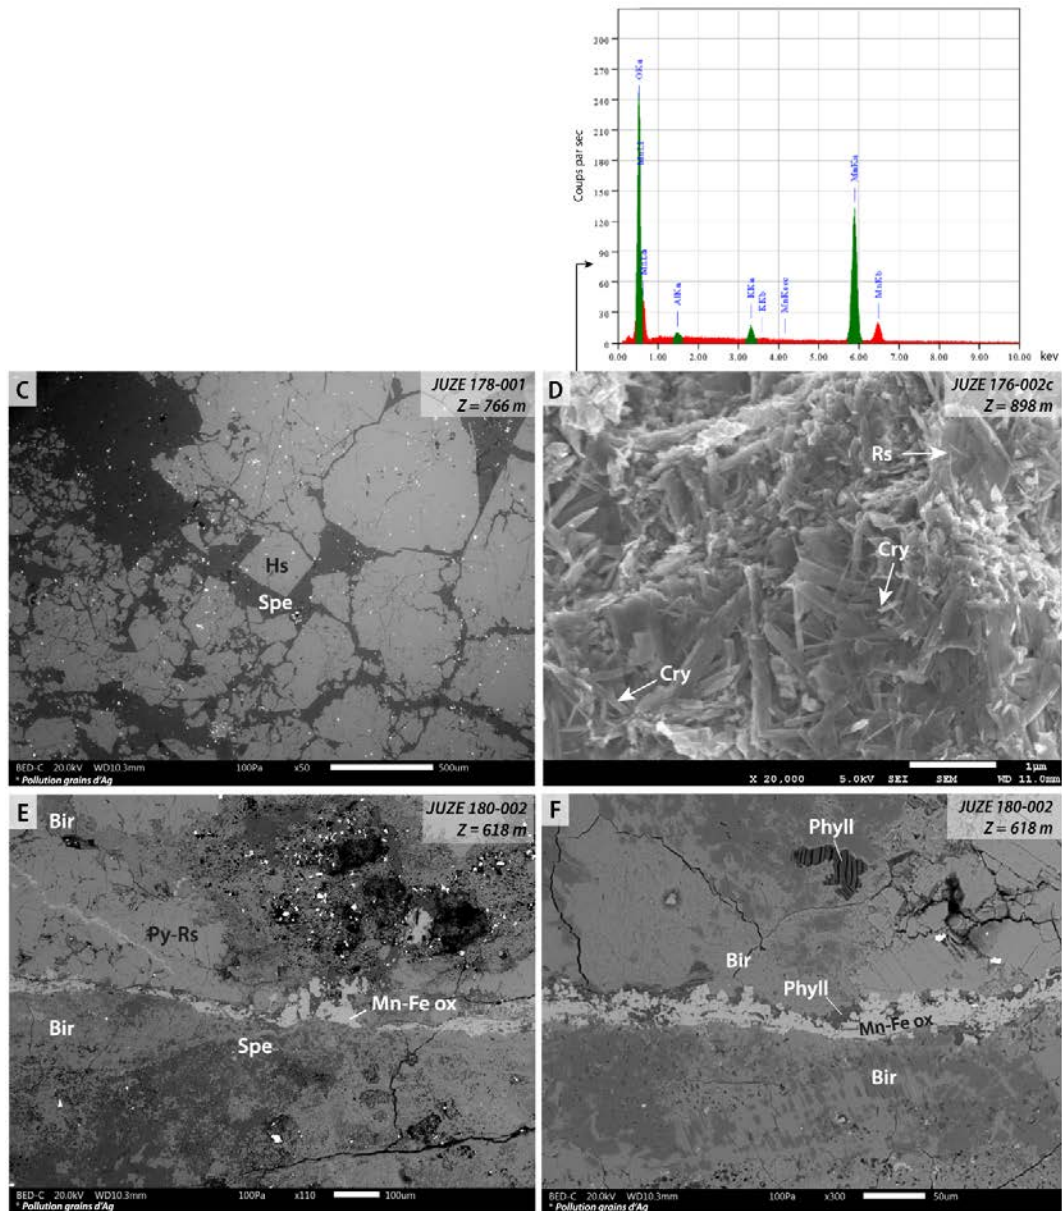 Coups par sec
300
270
240
210
180
150
120
90
60
30
0
OKa
MnLa
AlKa
KKa
KKb
MnKesc
MnKa
MnKb
0.00 1.00 2.00 3.00 4.00 5.00 6.00 7.00 8.00 9.00 10.00 kev
C
JUZE 178-001
Z = 766 m
Hs
Spe
BED-C 20.0kV WD10.3mm 100Pa x50 500um
* Pollution grains d'Ag
D
JUZE 176-002c
Z = 898 m
Rs
Cry
Cry
1µm
X 20,000 5.0kV SEI SEM WD 11.0mm
E
JUZE 180-002
Z = 618 m
Bir
Py-Rs
Mn-Fe ox
Bir
Spe
BED-C 20.0kV WD10.3mm 100Pa x110 100um
* Pollution grains d'Ag
F
JUZE 180-002
Z = 618 m
Phyll
Bir
Phyll
Mn-Fe ox
Bir
BED-C 20.0kV WD10.3mm 100Pa x300 50um
* Pollution grains d'Ag